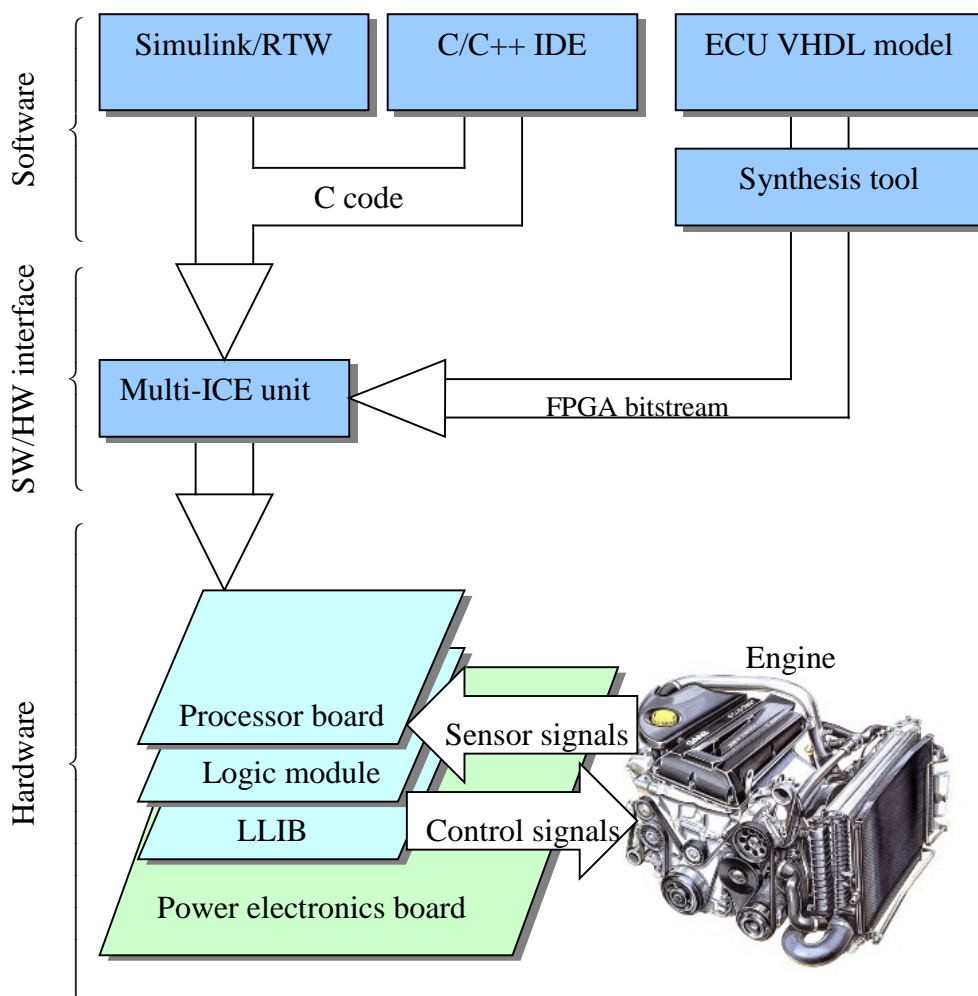 Simulink/RTW
C/C++ IDE
ECU VHDL model
Synthesis tool
C code
Software
SW/HW interface
Multi-ICE unit
FPGA bitstream
Hardware
Engine
Processor board
Sensor signals
Logic module
LLIB
Control signals
Power electronics board